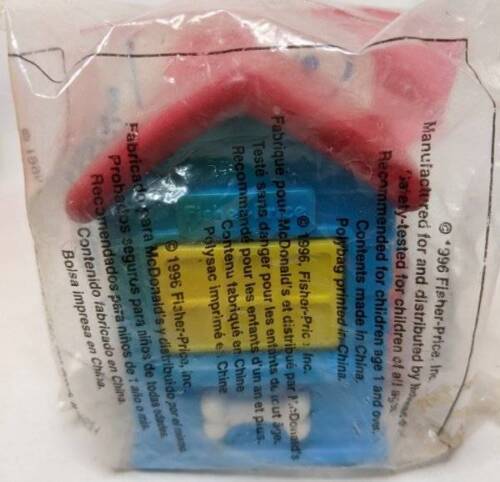 © 1996 Fisher-Price, Inc.
Manufactured for and distributed by
Safety-tested for children of all ages.
Recommended for children age 1 and over.
Contents made in China.
Polybag printed in China.
© 1996, Fisher-Price, Inc.
Fabriqué pour McDonald's et distribué par McDonald's
Testé sans danger pour les enfants de tout âge.
Recommandé pour les enfants d'un an et plus.
Contenu fabriqué en Chine
Polysac imprimé en Chine
© 1996 Fisher-Price, Inc.
Fabricado para McDonald's y distribuido por
Probados seguros para niños de todas edades.
Recomendados para niños de 1 año o más.
Contenido fabricado en China.
Bolsa impresa en China.
Fisher-Price